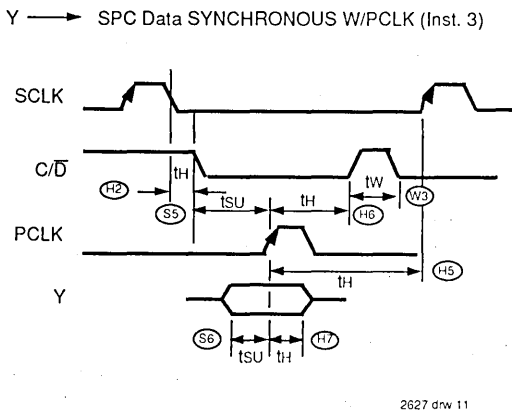 Y → SPC Data SYNCHRONOUS W/PCLK (Inst. 3)
SCLK
C/D̅
H2
tH
S5
tSU
tH
H6
tW
W3
PCLK
tH
H5
Y
S6
tSU
tH
H7
2627 drw 11